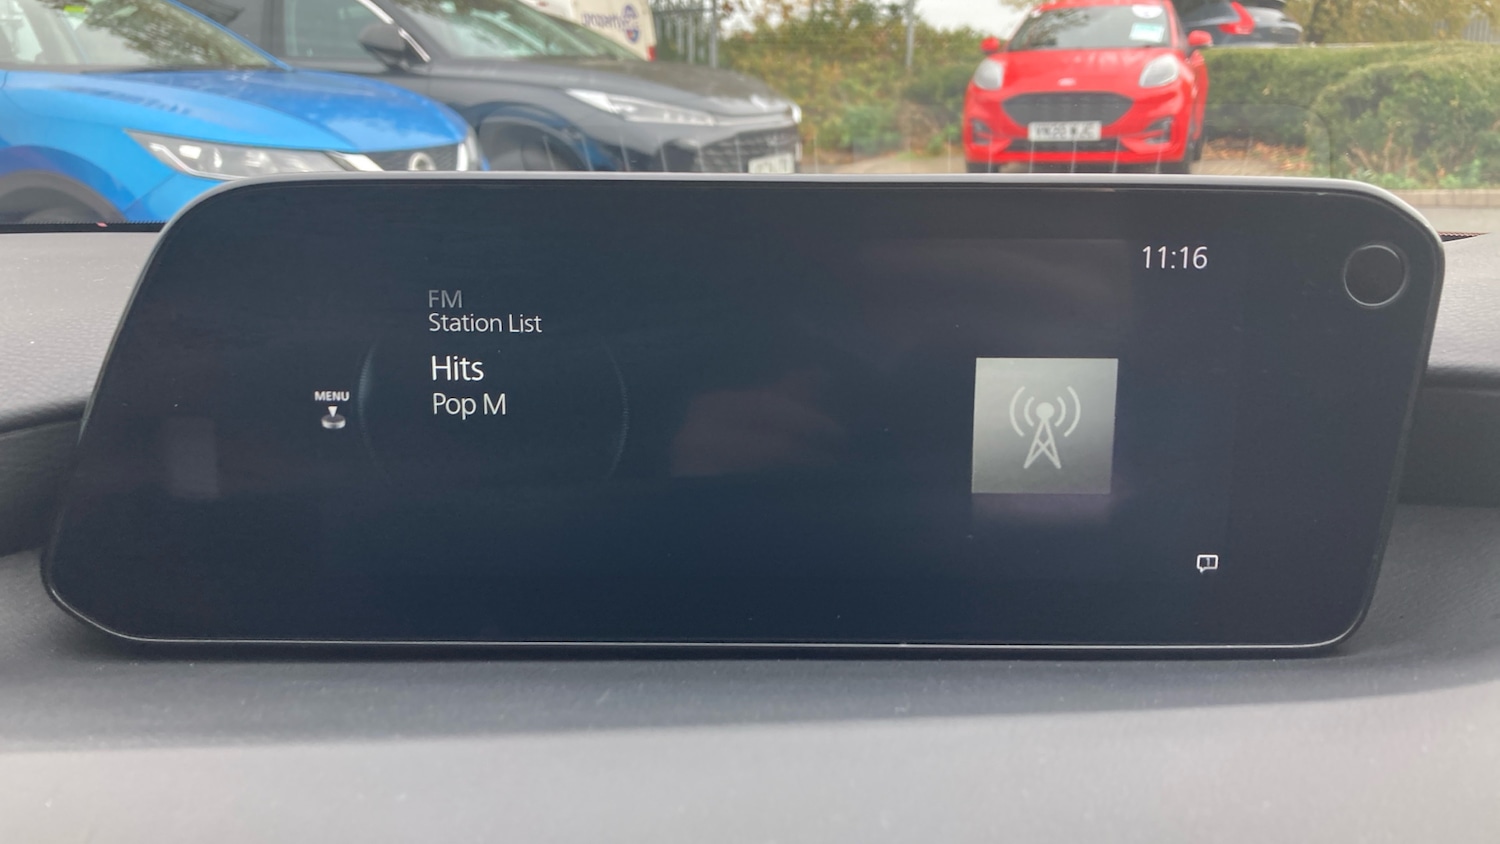 11:16
FM
Station List
Hits
Pop M
MENU